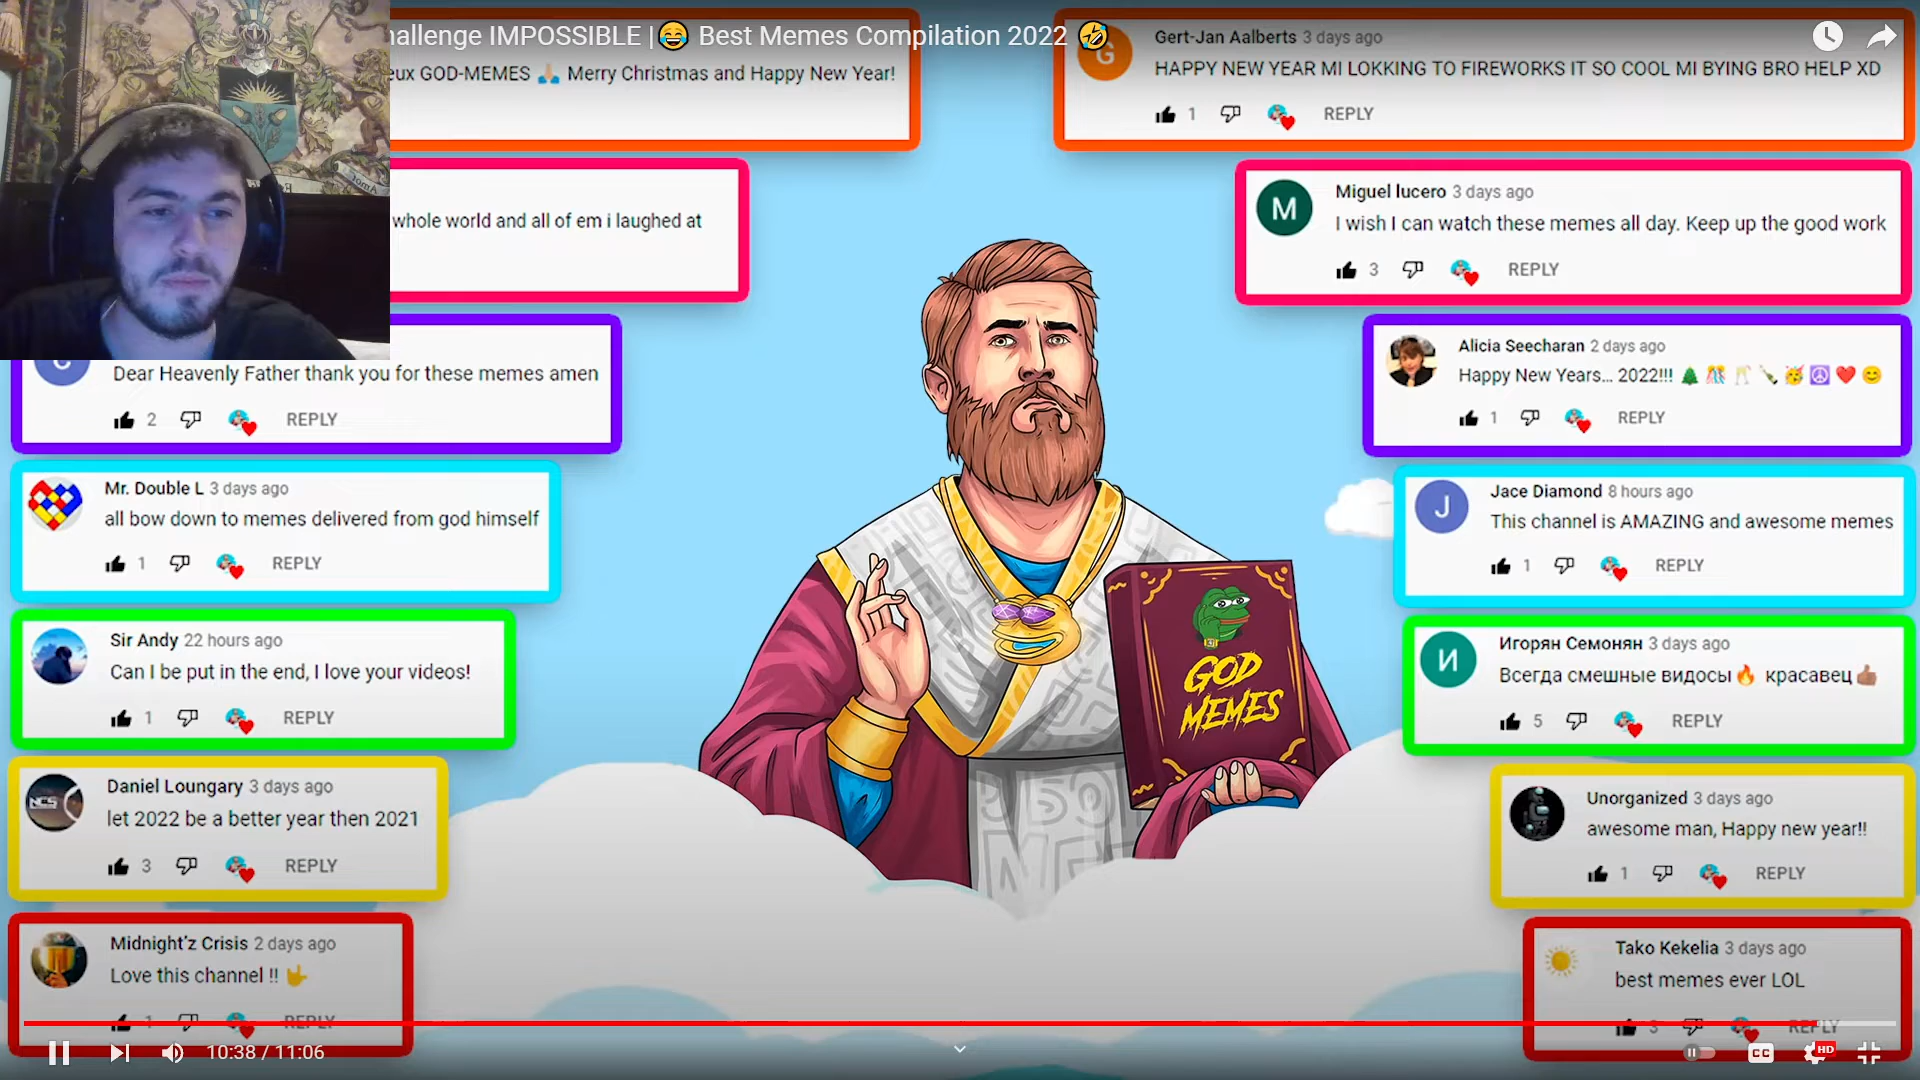 hallenge IMPOSSIBLE |😂 Best Memes Compilation 2022 🤣
eux GOD-MEMES 🙏 Merry Christmas and Happy New Year!
whole world and all of em i laughed at
Dear Heavenly Father thank you for these memes amen
2 REPLY
Mr. Double L 3 days ago
all bow down to memes delivered from god himself
1 REPLY
Sir Andy 22 hours ago
Can I be put in the end, I love your videos!
1 REPLY
NCS
Daniel Loungary 3 days ago
let 2022 be a better year then 2021
3 REPLY
Midnight’z Crisis 2 days ago
Love this channel !! 🤟
1 REPLY
GOD
MEMES
G
Gert-Jan Aalberts 3 days ago
HAPPY NEW YEAR MI LOKKING TO FIREWORKS IT SO COOL MI BYING BRO HELP XD
1 REPLY
M
Miguel lucero 3 days ago
I wish I can watch these memes all day. Keep up the good work
3 REPLY
Alicia Seecharan 2 days ago
Happy New Years... 2022!!! 🎄🎊🥂🍾🥳☮️❤️😊
1 REPLY
J
Jace Diamond 8 hours ago
This channel is AMAZING and awesome memes
1 REPLY
И
Игорян Семонян 3 days ago
Всегда смешные видосы🔥 красавец👍🏽
5 REPLY
Unorganized 3 days ago
awesome man, Happy new year!!
1 REPLY
Tako Kekelia 3 days ago
best memes ever LOL
3 REPLY
10:38 / 11:06
CC
HD